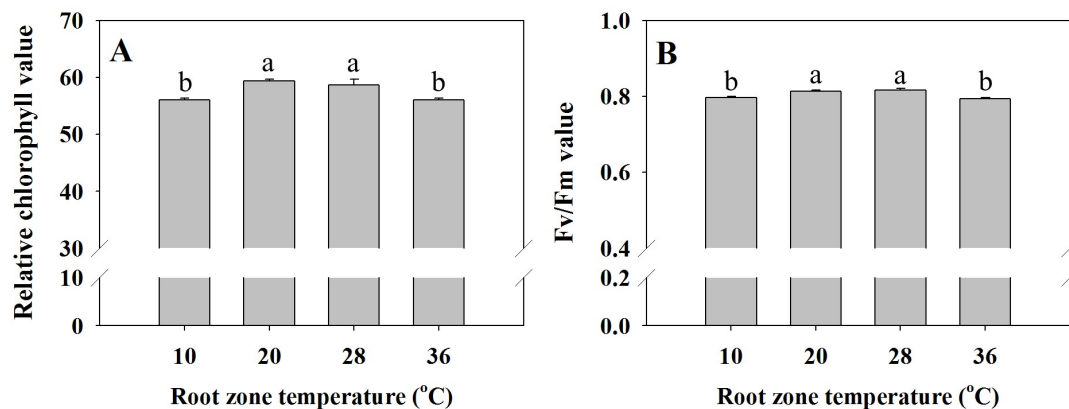 A
Relative chlorophyll value
70
60
50
40
30
10
0
b
a
a
b
10 20 28 36
Root zone temperature (°C)
B
Fv/Fm value
1.0
0.8
0.6
0.4
0.2
0.0
b
a
a
b
10 20 28 36
Root zone temperature (°C)